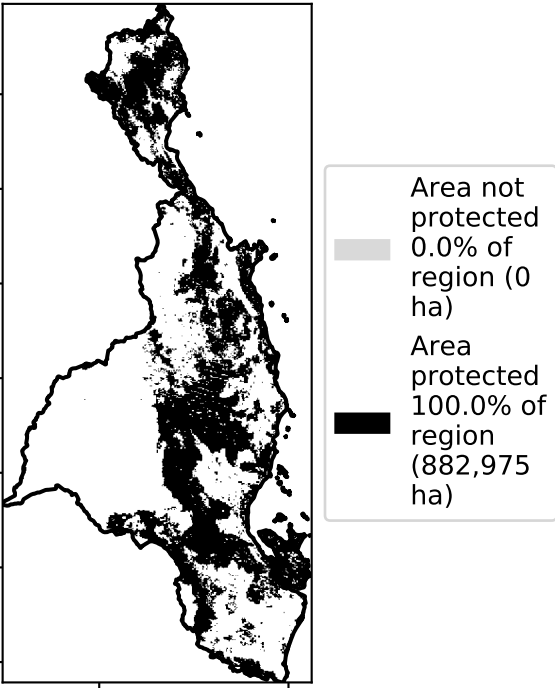 Area not
protected
0.0% of
region (0
ha)
Area
protected
100.0% of
region
(882,975
ha)